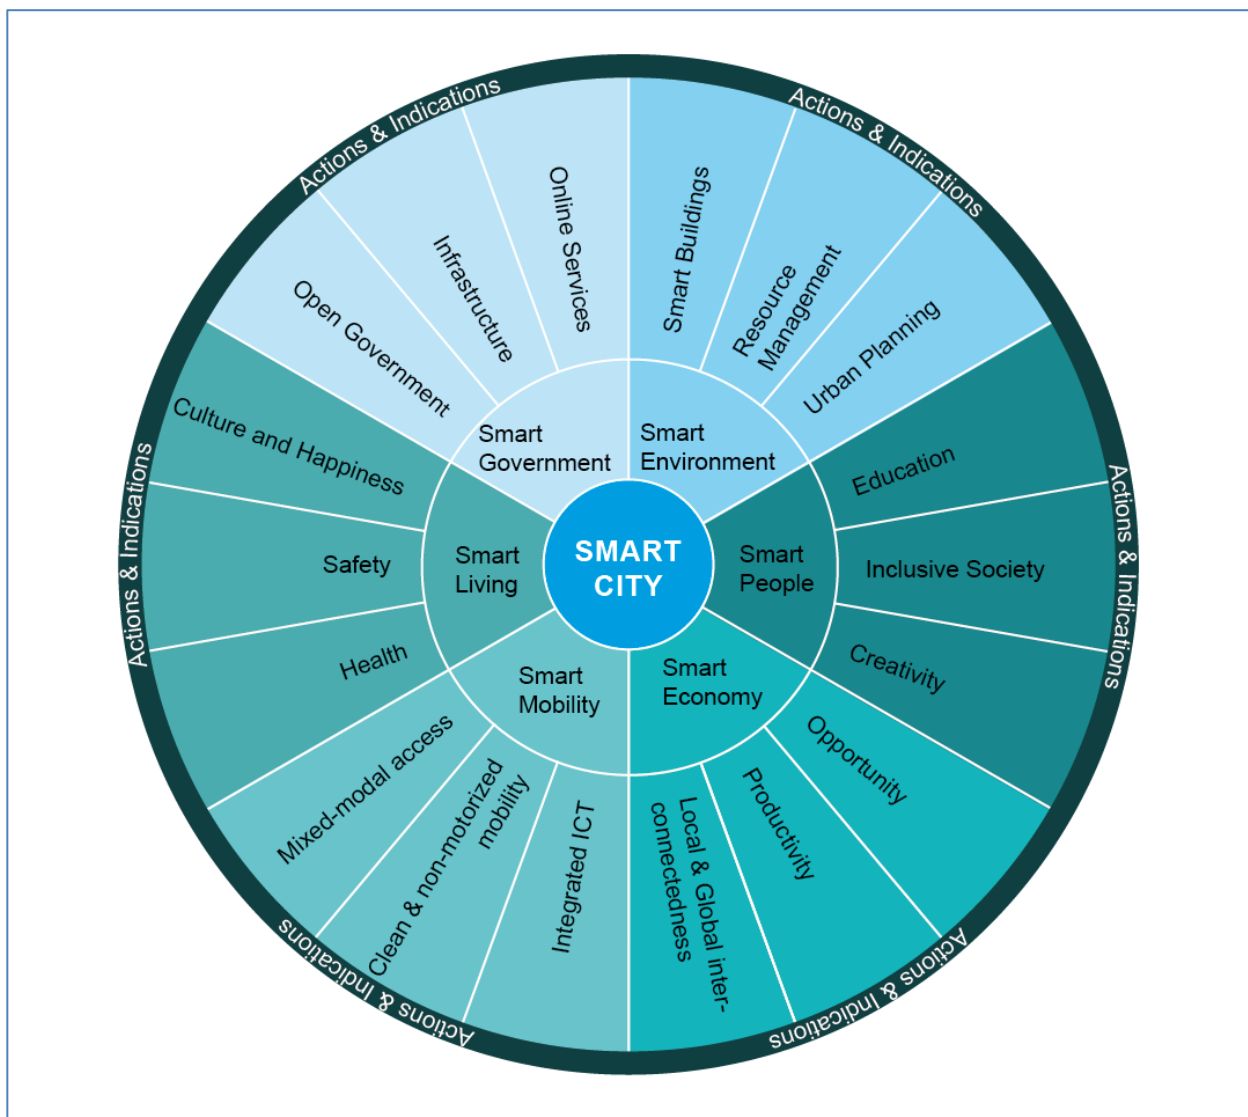 SMART
CITY
Smart
Government
Smart
Environment
Smart
People
Smart
Economy
Smart
Mobility
Smart
Living
Open Government
Infrastructure
Online Services
Smart Buildings
Resource
Management
Urban Planning
Education
Inclusive Society
Creativity
Opportunity
Productivity
Local & Global inter-
connectedness
Integrated ICT
Clean & non-motorized
mobility
Mixed-modal access
Health
Safety
Culture and Happiness
Actions & Indications
Actions & Indications
Actions & Indications
Actions & Indications
Actions & Indications
Actions & Indications